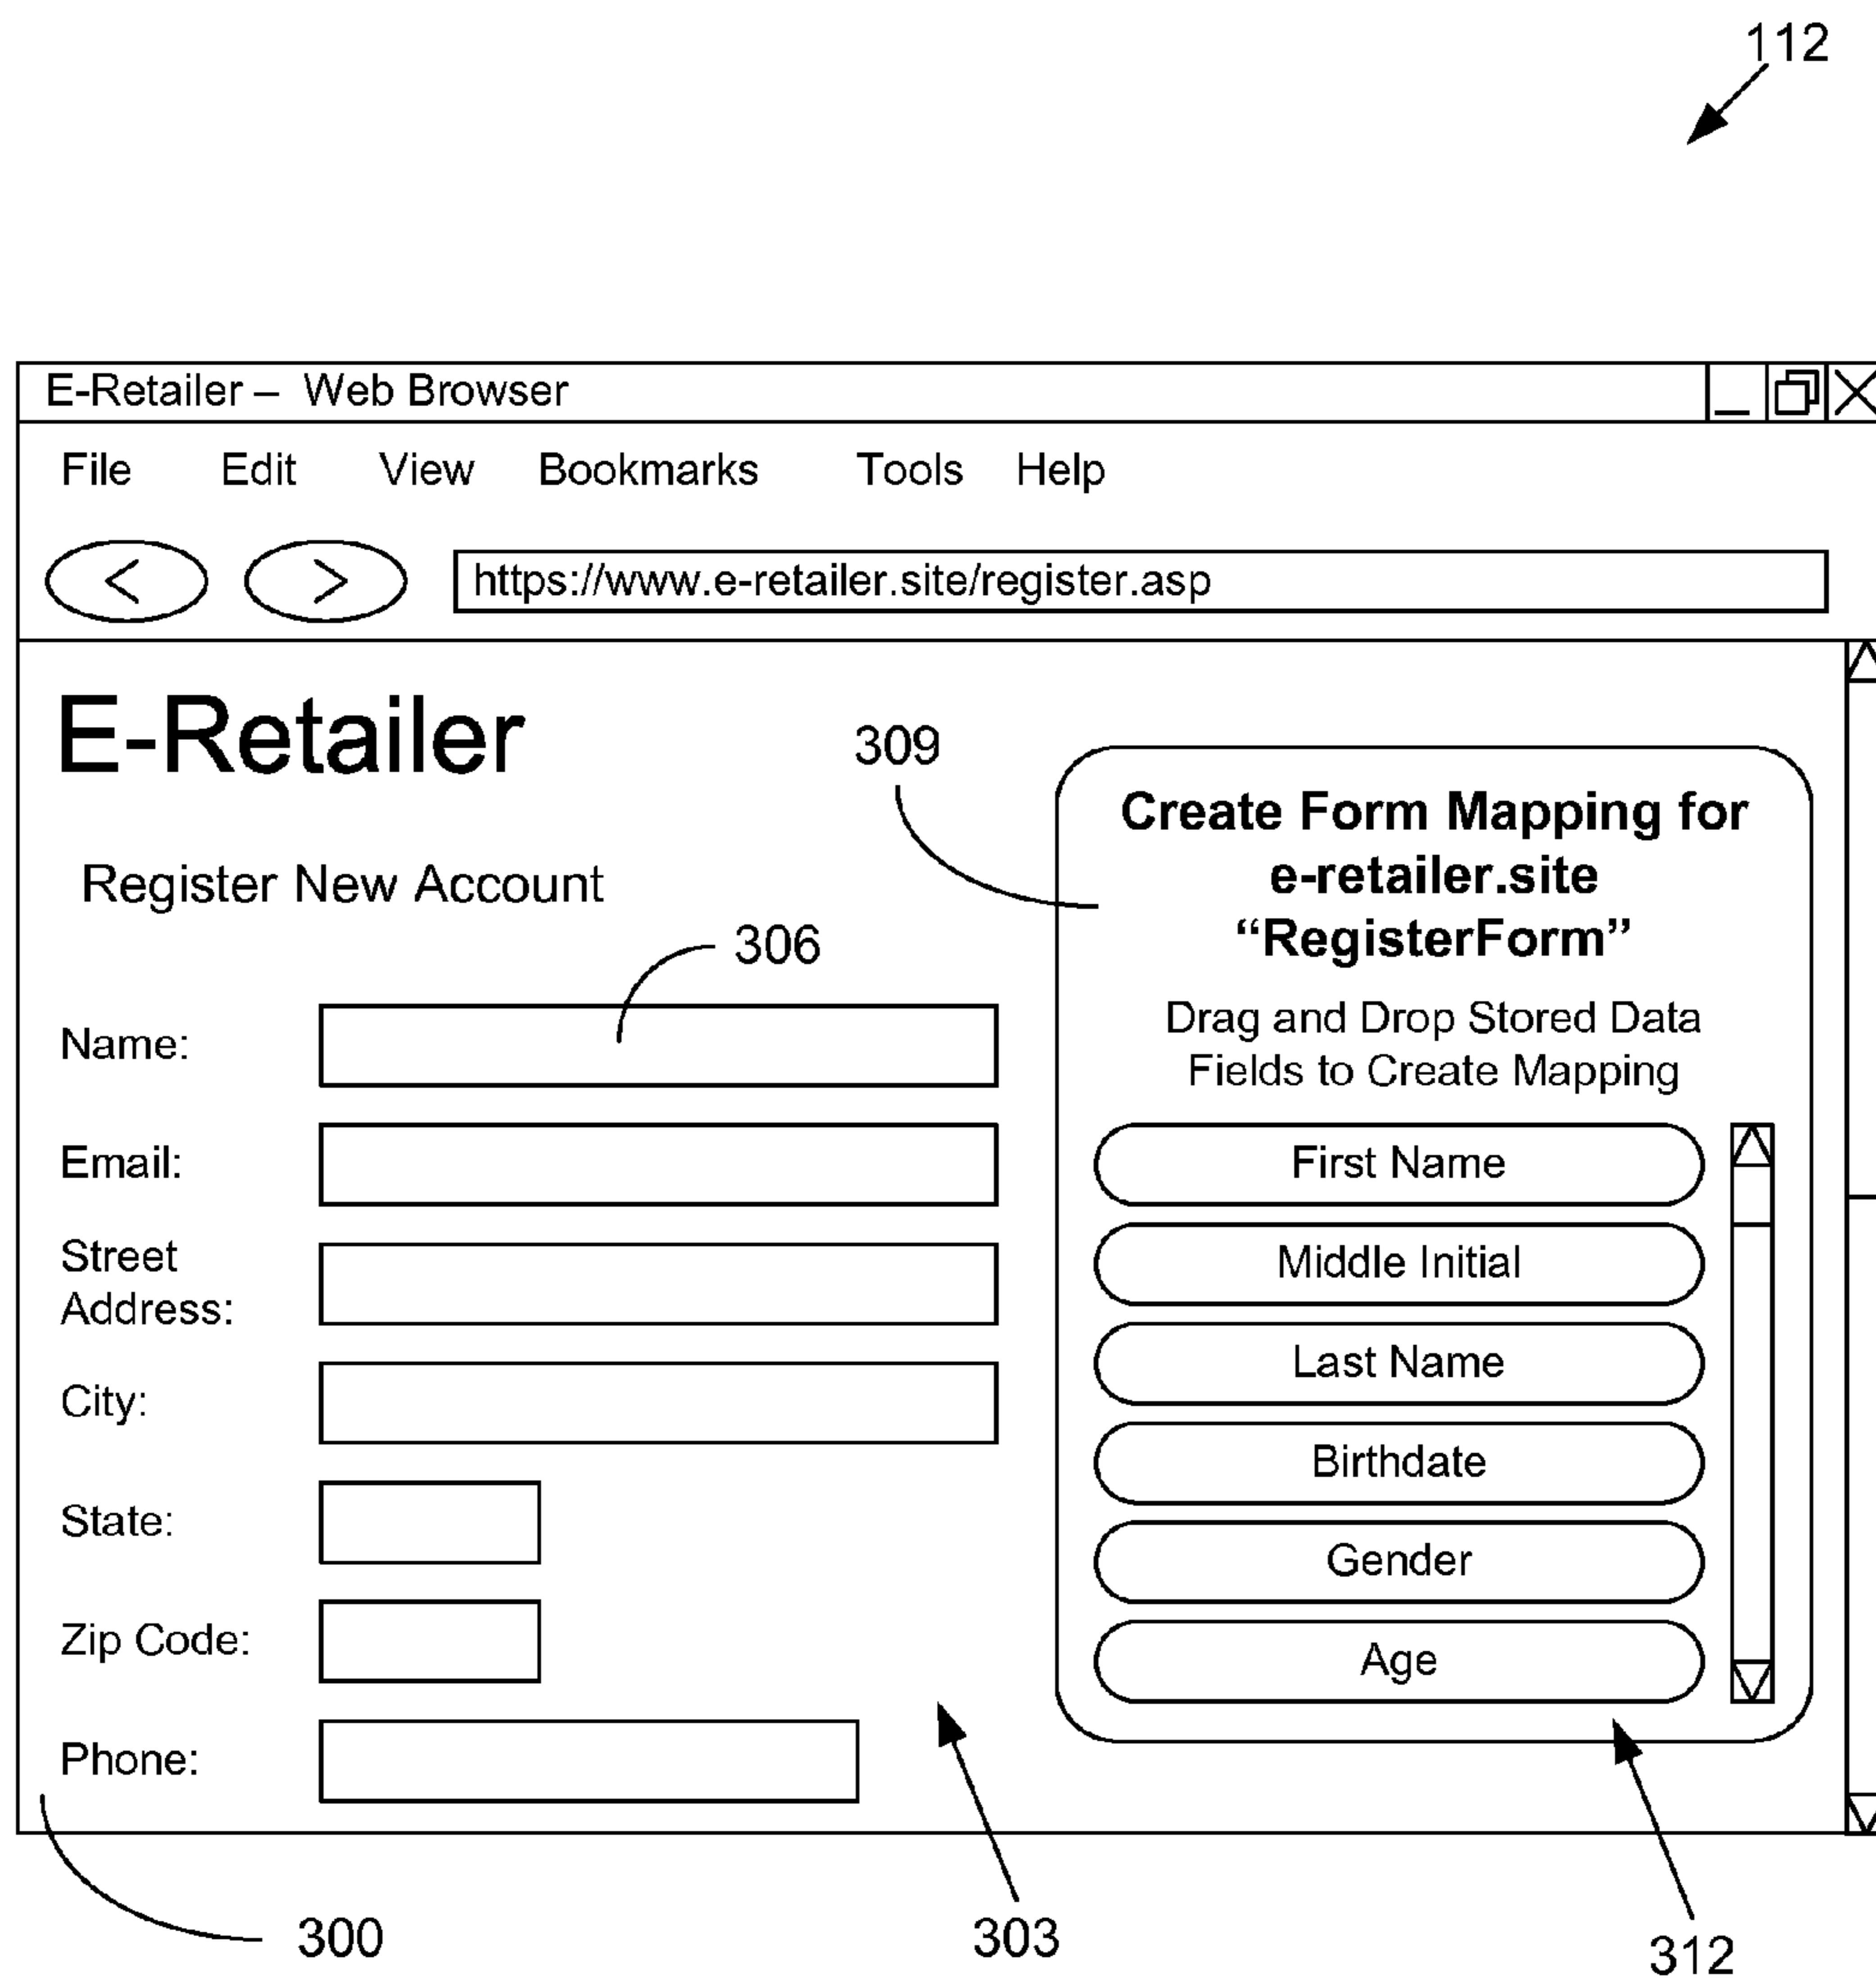 112
E-Retailer – Web Browser
File Edit View Bookmarks Tools Help
< > https://www.e-retailer.site/register.asp
E-Retailer
Register New Account
306
Name:
Email:
Street
Address:
City:
State:
Zip Code:
Phone:
309
Create Form Mapping for
e-retailer.site
“RegisterForm”
Drag and Drop Stored Data
Fields to Create Mapping
First Name
Middle Initial
Last Name
Birthdate
Gender
Age
300
303
312